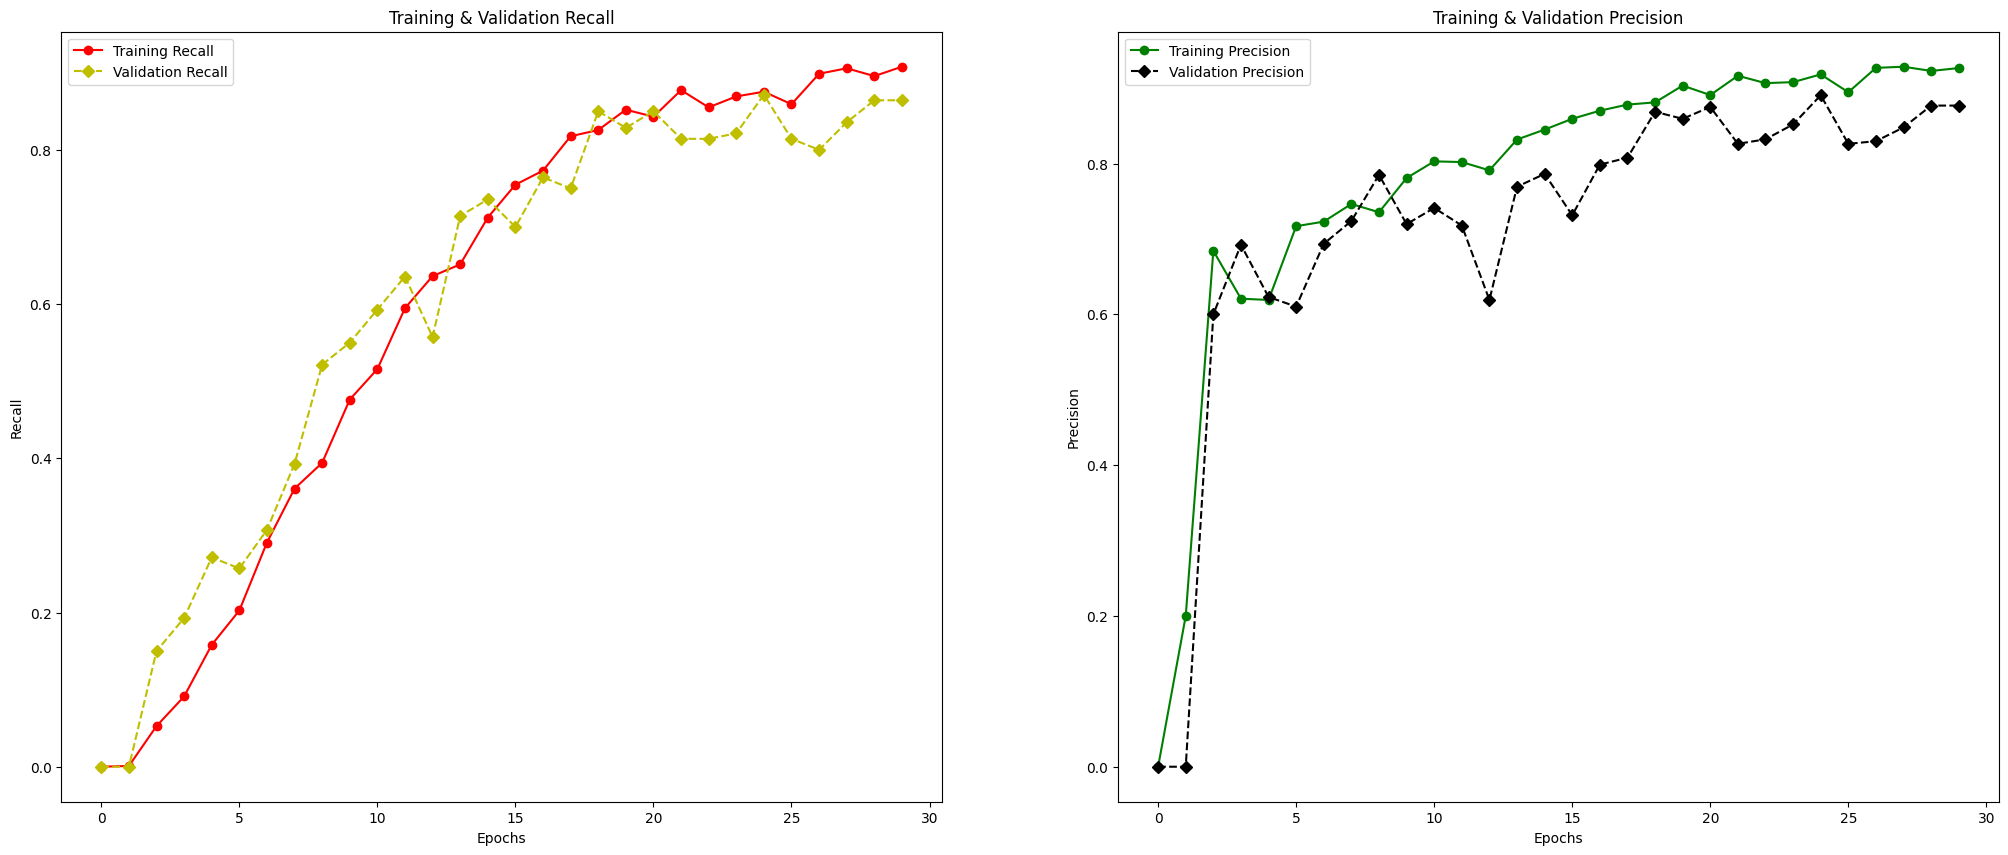 Training & Validation Recall
Training Recall
Validation Recall
Recall
0.8
0.6
0.4
0.2
0.0
0 5 10 15 20 25 30
Epochs
Training & Validation Precision
Training Precision
Validation Precision
Precision
0.8
0.6
0.4
0.2
0.0
0 5 10 15 20 25 30
Epochs